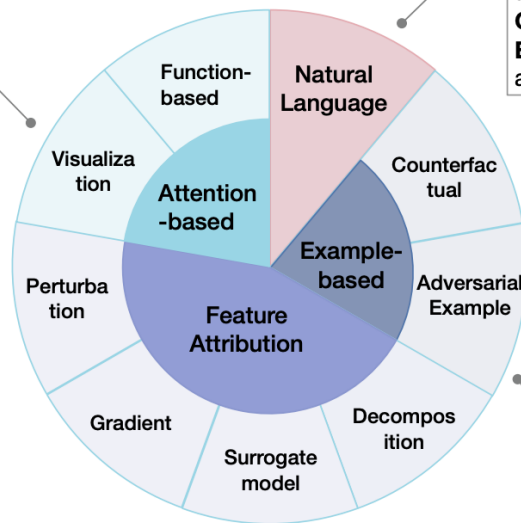 Function-
based
Natural
Language
Visualiza
tion
Attention
-based
Counterfac
tual
Example-
based
Adversarial
Example
Perturba
tion
Feature
Attribution
Gradient
Surrogate
model
Decompos
ition